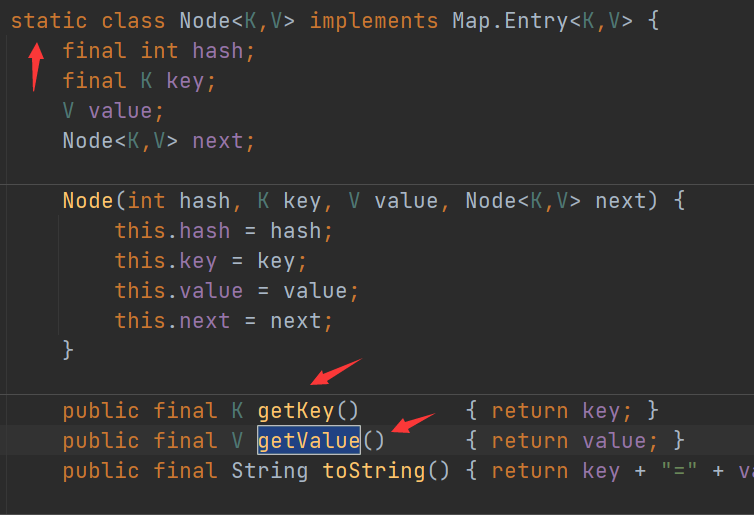 static class Node<K,V> implements Map.Entry<K,V> {
final int hash;
final K key;
V value;
Node<K,V> next;
Node(int hash, K key, V value, Node<K,V> next) {
this.hash = hash;
this.key = key;
this.value = value;
this.next = next;
}
public final K getKey() { return key; }
public final V getValue() { return value; }
public final String toString() { return key + "=" + va